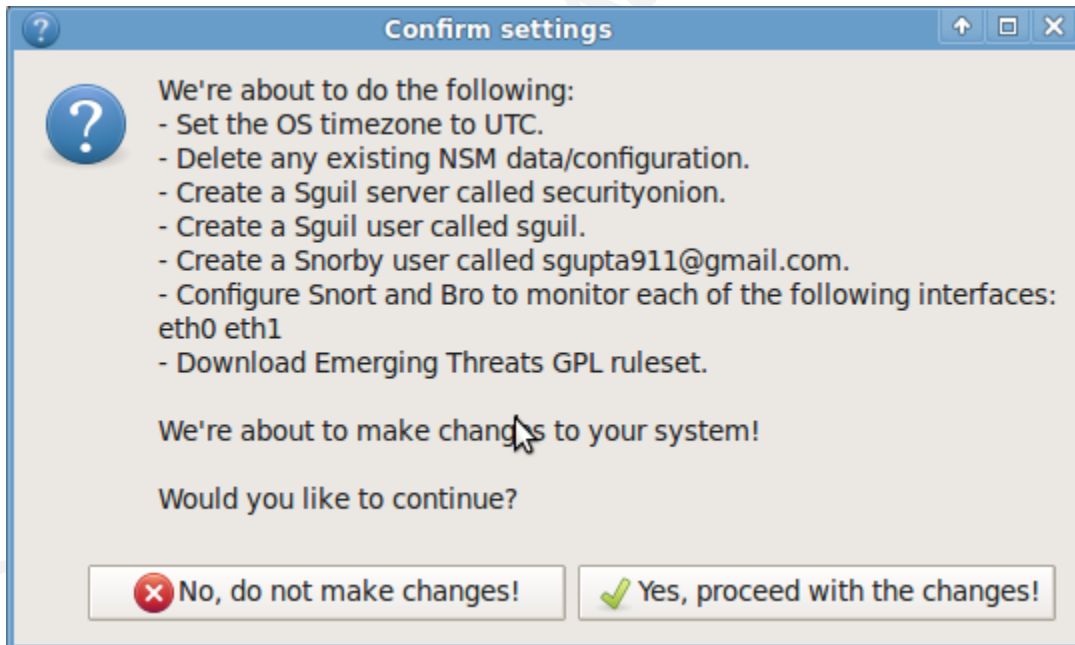 Confirm settings
We're about to do the following:
- Set the OS timezone to UTC.
- Delete any existing NSM data/configuration.
- Create a Sguil server called securityonion.
- Create a Sguil user called sguil.
- Create a Snorby user called sgupta911@gmail.com.
- Configure Snort and Bro to monitor each of the following interfaces:
eth0 eth1
- Download Emerging Threats GPL ruleset.
We're about to make changes to your system!
Would you like to continue?
No, do not make changes!
Yes, proceed with the changes!